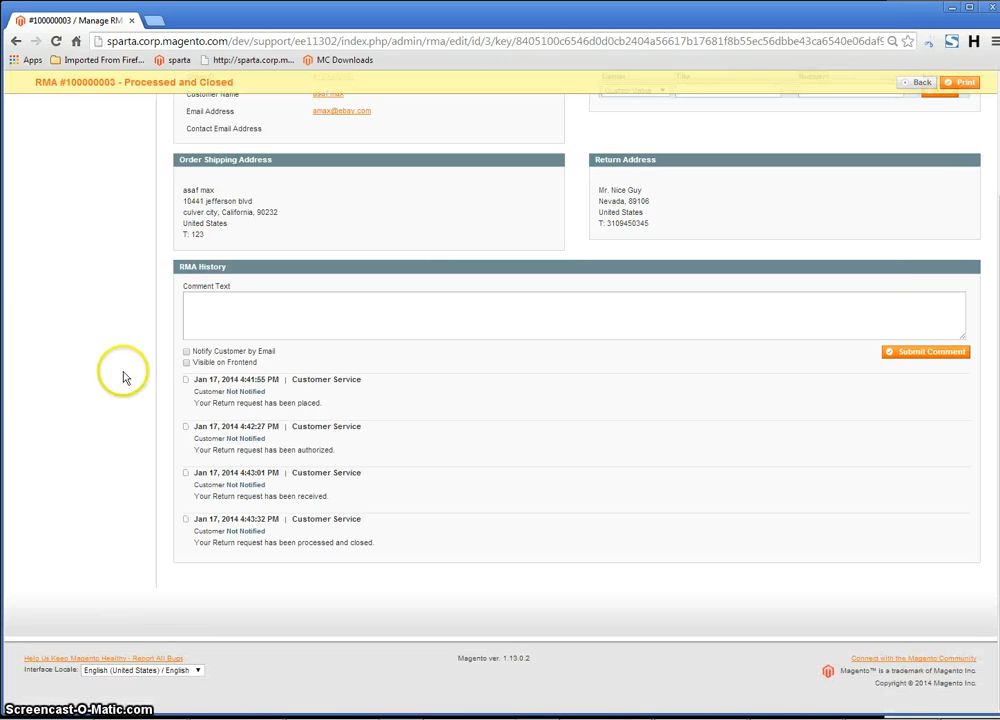 #100000003 / Manage RM
sparta.corp.magento.com/dev/support/ee11302/index.php/admin/rma/edit/id/3/key/8405100c6546d0d0cb2404a56617b17681f8b55ec56dbbe43ca6540e06daf9
Apps Imported From Firef... sparta http://sparta.corp.m... MC Downloads
RMA #100000003 - Processed and Closed Back Print
Customer Name asaf max
Email Address amax@ebay.com
Contact Email Address
Order Shipping Address
asaf max
10441 jefferson blvd
culver city, California, 90232
United States
T: 123
Return Address
Mr. Nice Guy
Nevada, 89106
United States
T: 3109450345
RMA History
Comment Text
Notify Customer by Email
Visible on Frontend
Submit Comment
Jan 17, 2014 4:41:55 PM | Customer Service
Customer Not Notified
Your Return request has been placed.
Jan 17, 2014 4:42:27 PM | Customer Service
Customer Not Notified
Your Return request has been authorized.
Jan 17, 2014 4:43:01 PM | Customer Service
Customer Not Notified
Your Return request has been received.
Jan 17, 2014 4:43:32 PM | Customer Service
Customer Not Notified
Your Return request has been processed and closed.
Help Us Keep Magento Healthy - Report All Bugs
Interface Locale: English (United States) / English
Magento ver. 1.13.0.2
Connect with the Magento Community
Magento™ is a trademark of Magento Inc.
Copyright © 2014 Magento Inc.
Screencast-O-Matic.com